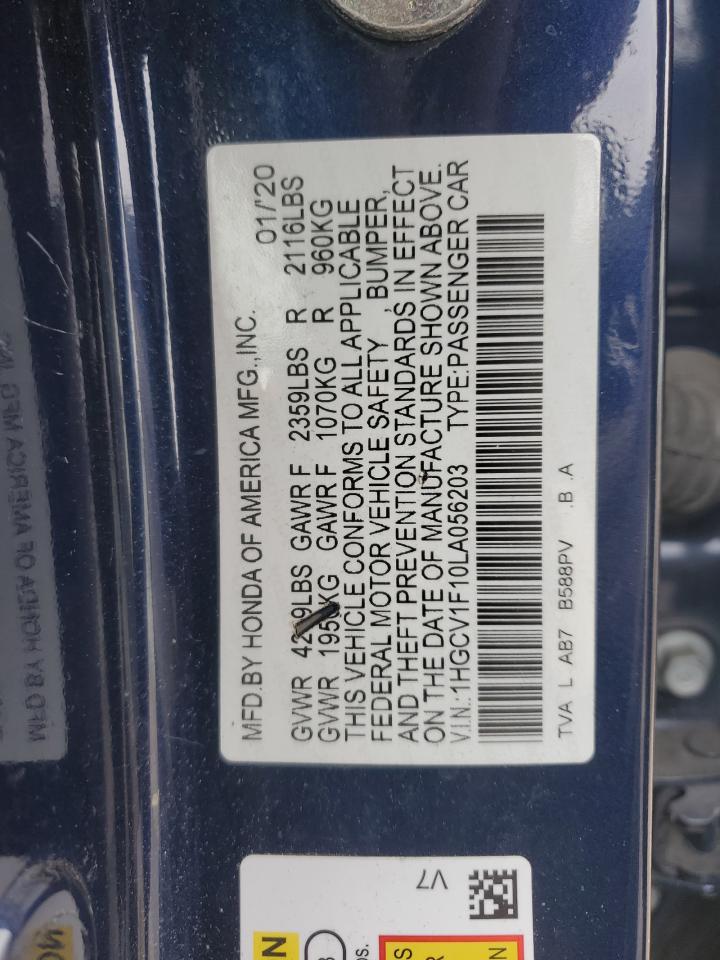 MFD.BY HONDA OF AMERICA MFG.,INC. 01/'20
GVWR GAWR F 2359LBS R 2116LBS
GVWR GAWR F 1070KG R 960KG
THIS VEHICLE CONFORMS TO ALL APPLICABLE
FEDERAL MOTOR VEHICLE SAFETY , BUMPER,
AND THEFT PREVENTION STANDARDS IN EFFECT
ON THE DATE OF MANUFACTURE SHOWN ABOVE.
V.I.N.:1HGCV1F10LA056203 TYPE:PASSENGER CAR
TVA L AB7 B588PV .B .A
V7